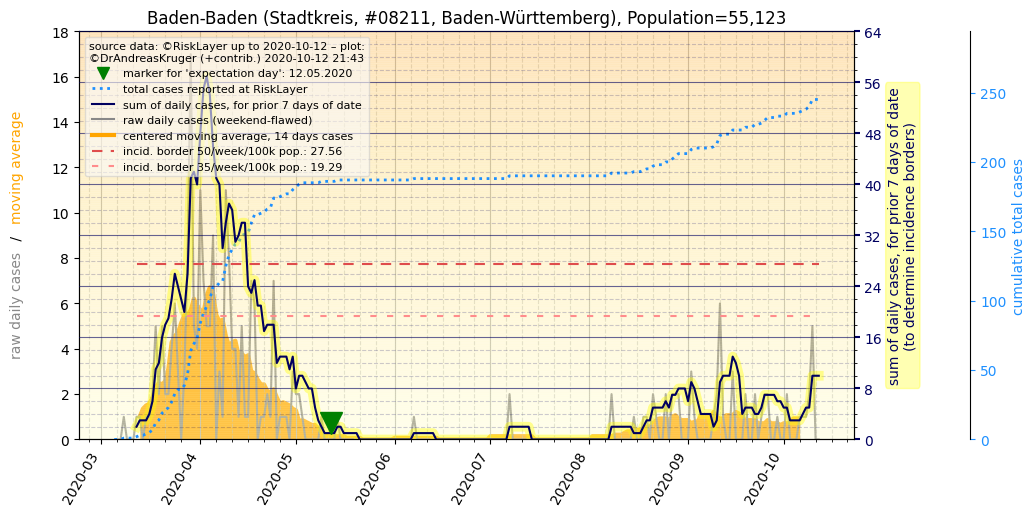 Baden-Baden (Stadtkreis, #08211, Baden-Württemberg), Population=55,123
source data: ©RiskLayer up to 2020-10-12 – plot:
©DrAndreasKruger (+contrib.) 2020-10-12 21:43
marker for 'expectation day': 12.05.2020
total cases reported at RiskLayer
sum of daily cases, for prior 7 days of date
raw daily cases (weekend-flawed)
centered moving average, 14 days cases
incid. border 50/week/100k pop.: 27.56
incid. border 35/week/100k pop.: 19.29
raw daily cases / moving average
18
16
14
12
10
8
6
4
2
0
2020-03
2020-04
2020-05
2020-06
2020-07
2020-08
2020-09
2020-10
64
56
48
40
32
24
16
8
0
sum of daily cases, for prior 7 days of date
(to determine incidence borders)
250
200
150
100
50
0
cumulative total cases